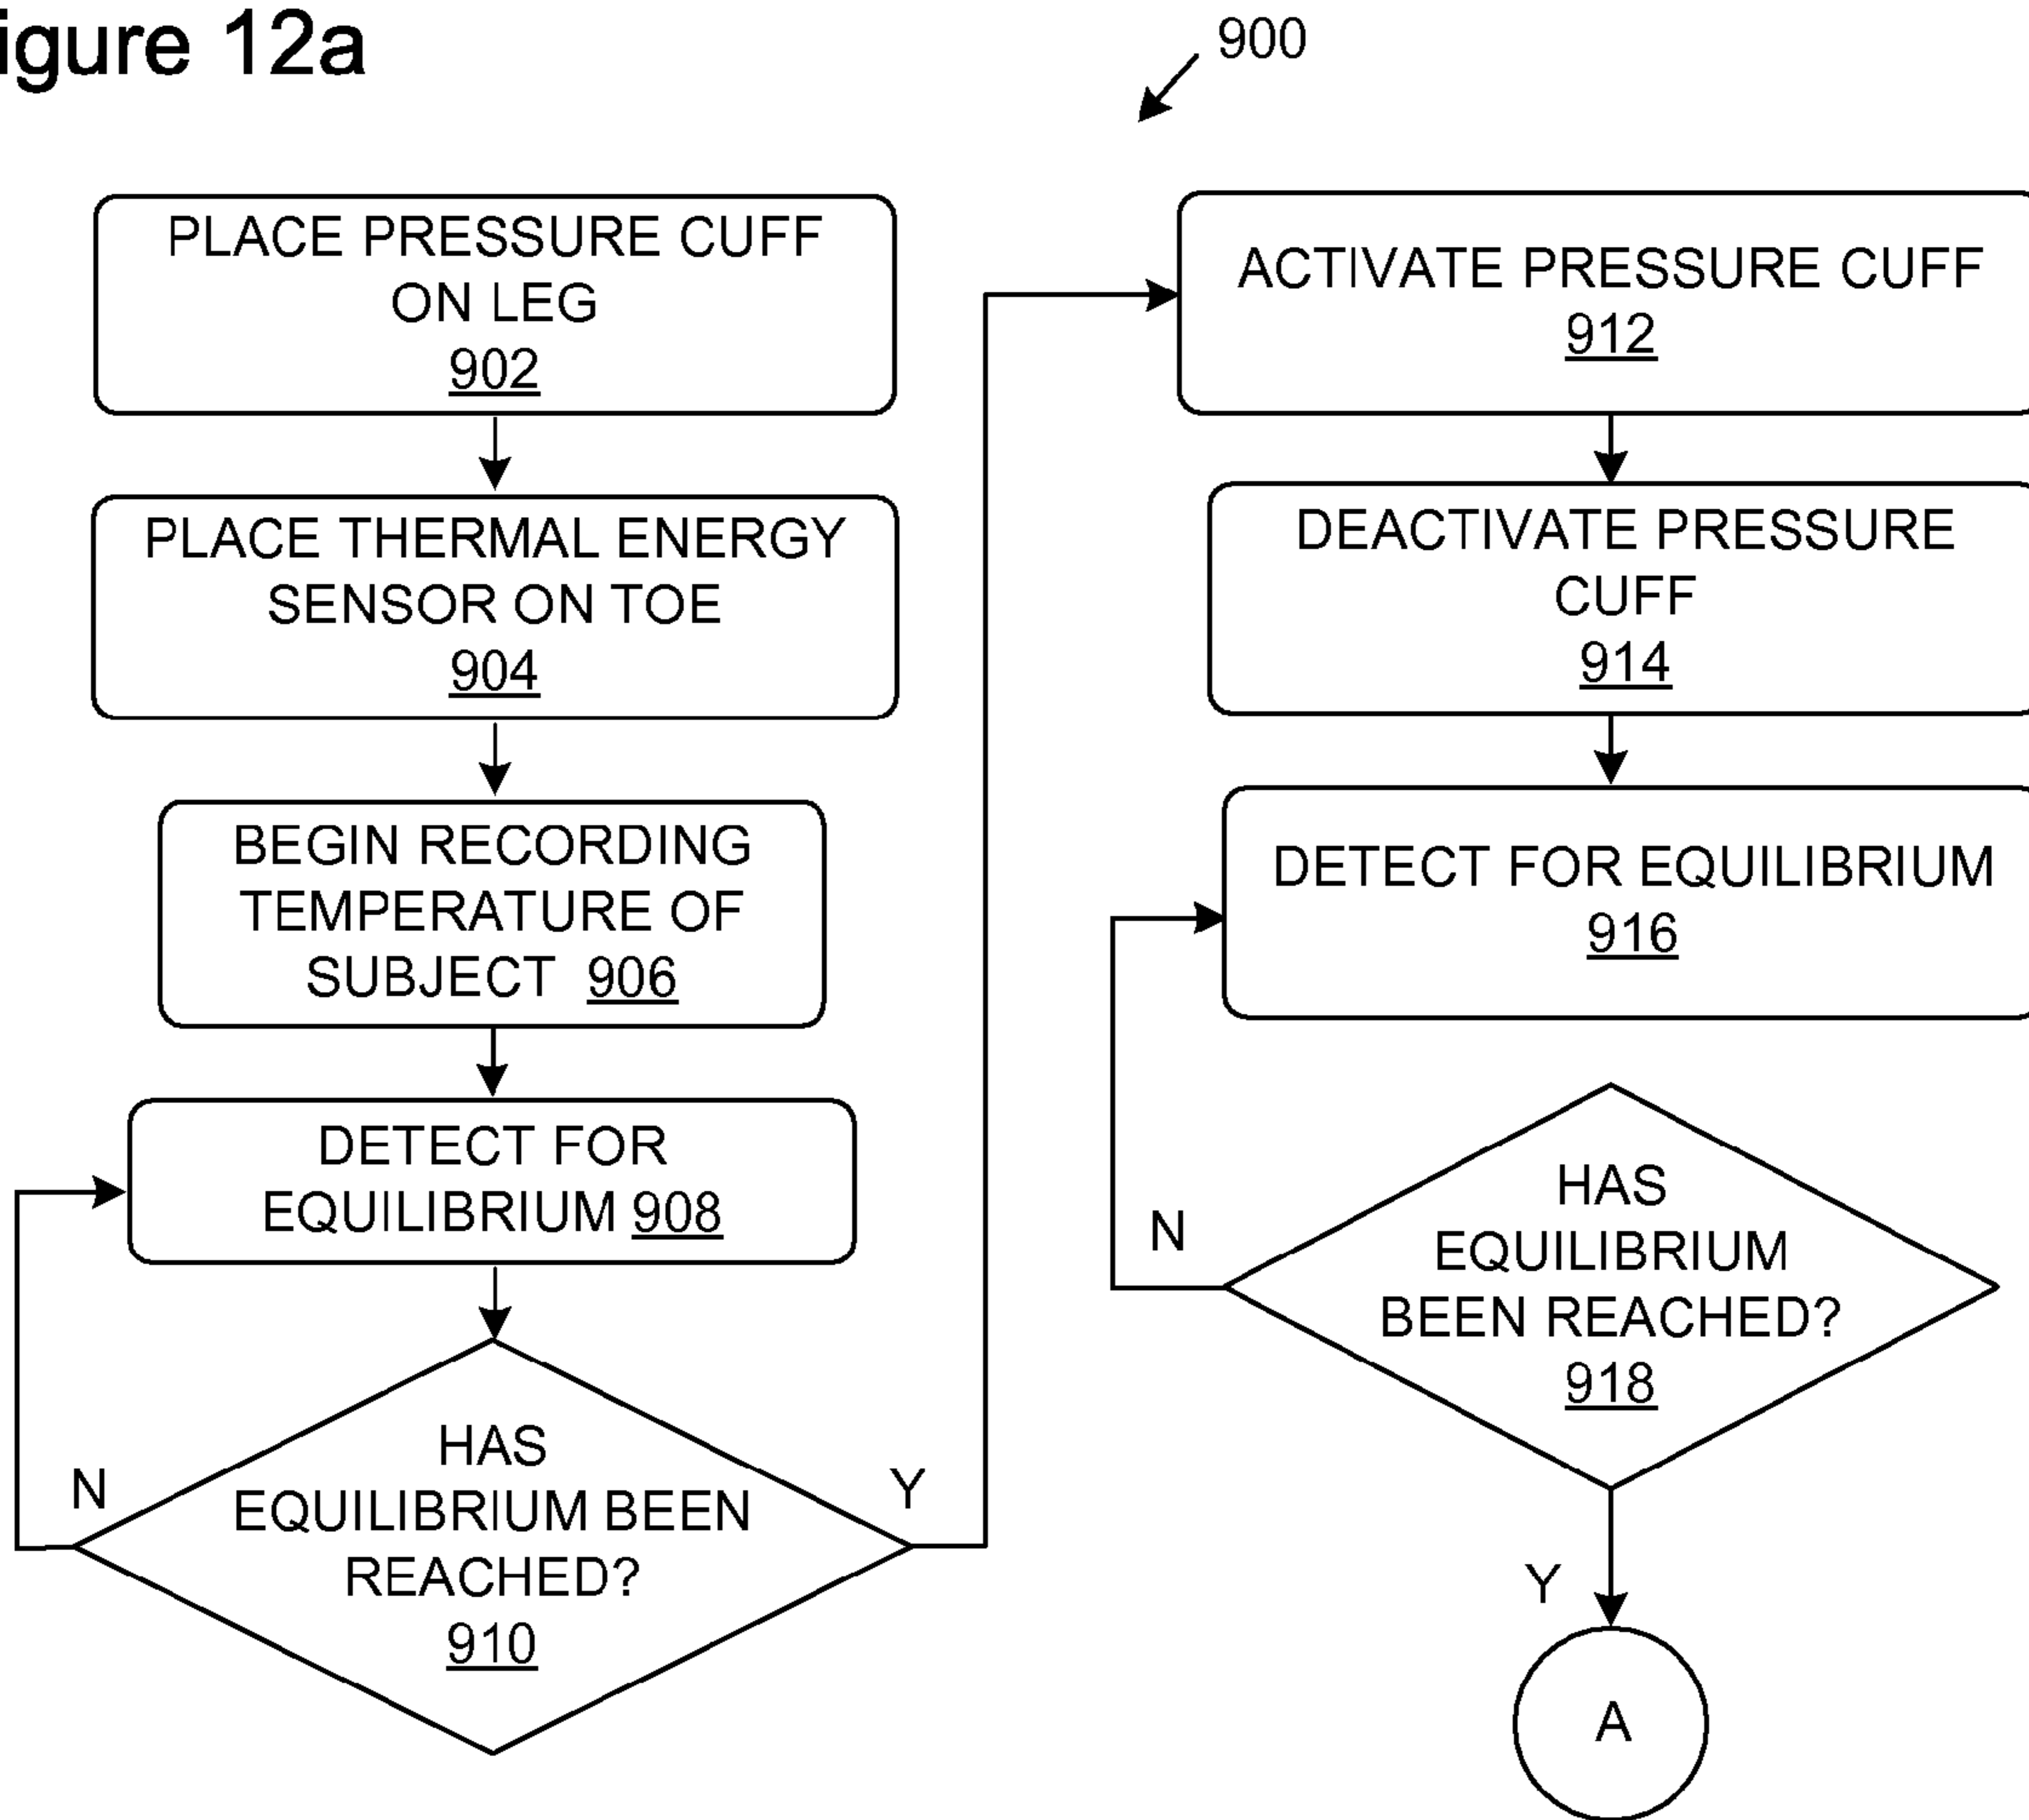 igure 12a
900
PLACE PRESSURE CUFF
ON LEG
902
PLACE THERMAL ENERGY
SENSOR ON TOE
904
BEGIN RECORDING
TEMPERATURE OF
SUBJECT 906
DETECT FOR
EQUILIBRIUM 908
HAS
EQUILIBRIUM BEEN
REACHED?
910
N
Y
ACTIVATE PRESSURE CUFF
912
DEACTIVATE PRESSURE
CUFF
914
DETECT FOR EQUILIBRIUM
916
HAS
EQUILIBRIUM
BEEN REACHED?
918
N
Y
A